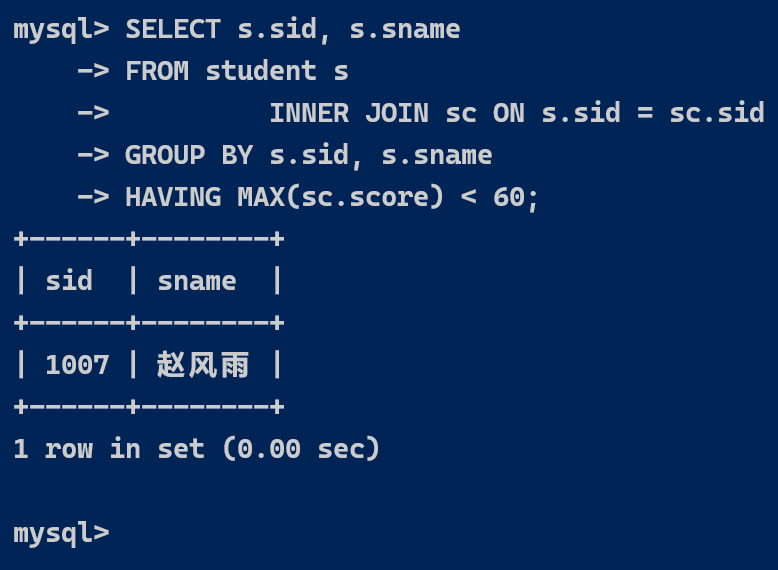 mysql> SELECT s.sid, s.sname
    -> FROM student s
    ->          INNER JOIN sc ON s.sid = sc.sid
    -> GROUP BY s.sid, s.sname
    -> HAVING MAX(sc.score) < 60;
+------+--------+
| sid  | sname  |
+------+--------+
| 1007 | 赵风雨 |
+------+--------+
1 row in set (0.00 sec)

mysql>